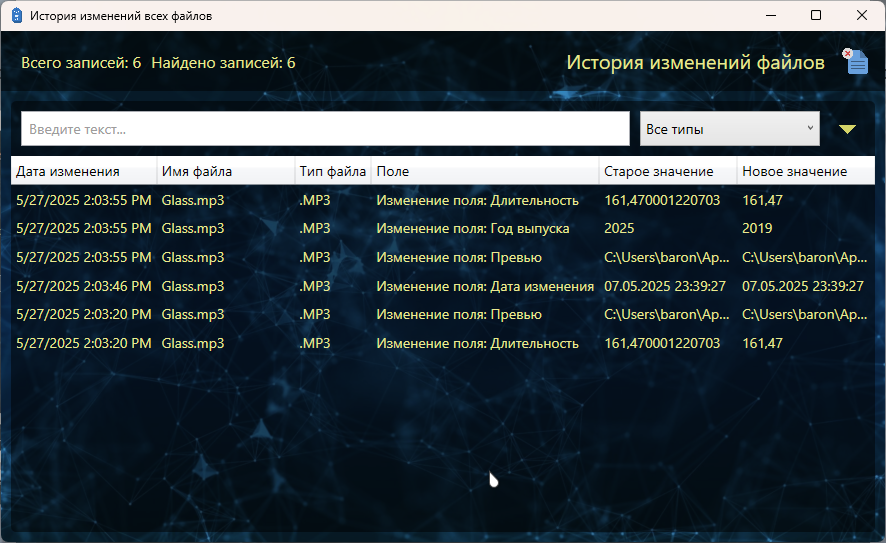 История изменений всех файлов
Всего записей: 6 Найдено записей: 6
История изменений файлов
Введите текст...
Все типы
Дата изменения Имя файла Тип файла Поле Старое значение Новое значение
5/27/2025 2:03:55 PM Glass.mp3 .MP3 Изменение поля: Длительность 161,470001220703 161,47
5/27/2025 2:03:55 PM Glass.mp3 .MP3 Изменение поля: Год выпуска 2025 2019
5/27/2025 2:03:55 PM Glass.mp3 .MP3 Изменение поля: Превью C:\Users\baron\Ap... C:\Users\baron\Ap...
5/27/2025 2:03:46 PM Glass.mp3 .MP3 Изменение поля: Дата изменения 07.05.2025 23:39:27 07.05.2025 23:39:27
5/27/2025 2:03:20 PM Glass.mp3 .MP3 Изменение поля: Превью C:\Users\baron\Ap... C:\Users\baron\Ap...
5/27/2025 2:03:20 PM Glass.mp3 .MP3 Изменение поля: Длительность 161,470001220703 161,47